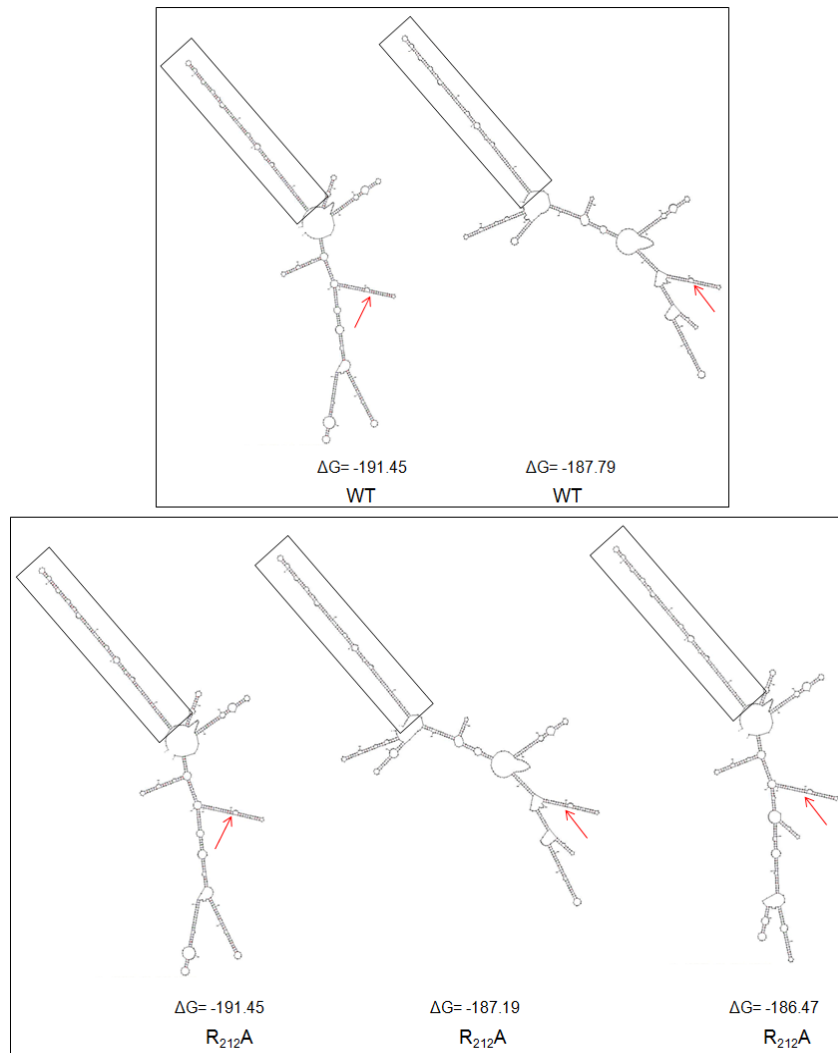 ΔG= -191.45 ΔG= -187.79
WT WT
ΔG= -191.45 ΔG= -187.19 ΔG= -186.47
R₂₁₂A R₂₁₂A R₂₁₂A